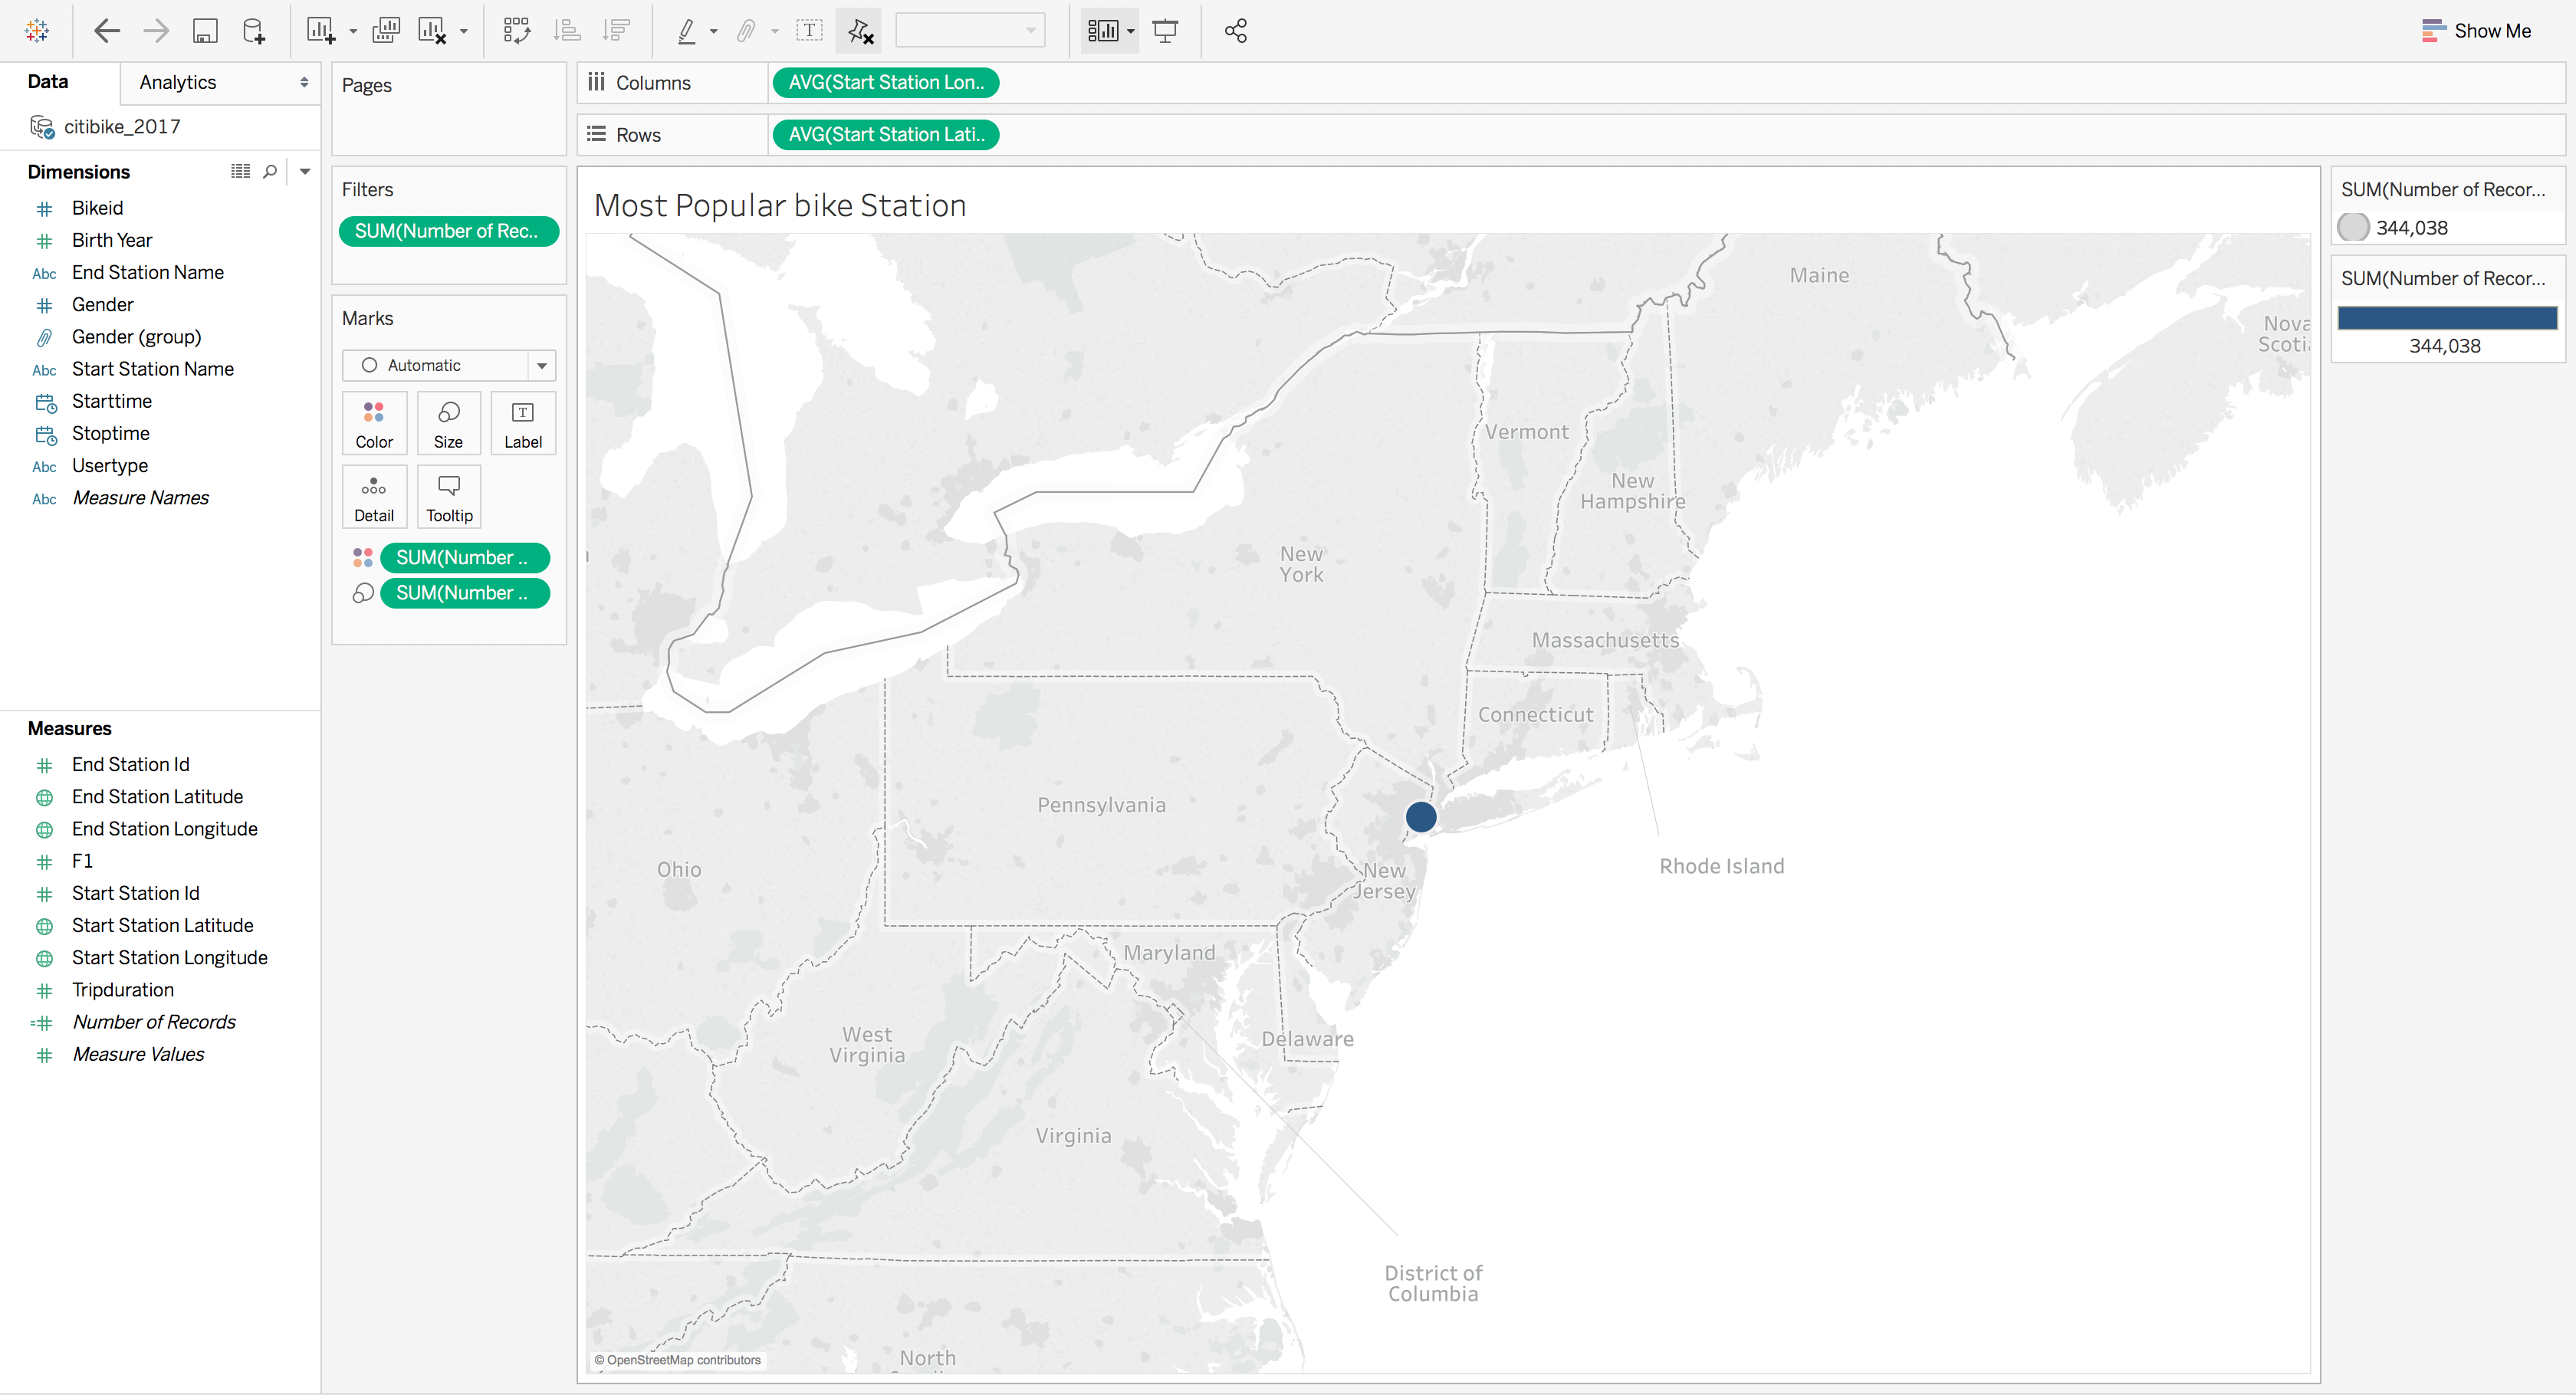 Show Me
Data
Analytics
citibike_2017
Dimensions
Bikeid
Birth Year
Abc End Station Name
Gender
Gender (group)
Abc Start Station Name
Starttime
Stoptime
Abc Usertype
Abc Measure Names
Measures
End Station Id
End Station Latitude
End Station Longitude
F1
Start Station Id
Start Station Latitude
Start Station Longitude
Tripduration
Number of Records
Measure Values
Pages
Filters
SUM(Number of Rec..
Marks
Automatic
Color
Size
Label
Detail
Tooltip
SUM(Number ..
SUM(Number ..
Columns
AVG(Start Station Lon..
Rows
AVG(Start Station Lati..
Most Popular bike Station
Maine
Nova
Scotia
Vermont
New
Hampshire
New
York
Massachusetts
Connecticut
Pennsylvania
Rhode Island
Ohio
New
Jersey
Maryland
West
Virginia
Delaware
Virginia
District of
Columbia
North
© OpenStreetMap contributors
SUM(Number of Recor...
344,038
SUM(Number of Recor...
344,038